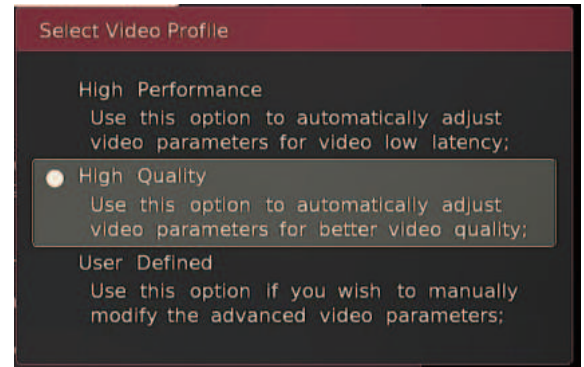 Select Video Profile
High Performance
Use this option to automatically adjust
video parameters for video low latency;
High Quality
Use this option to automatically adjust
video parameters for better video quality;
User Defined
Use this option if you wish to manually
modify the advanced video parameters;